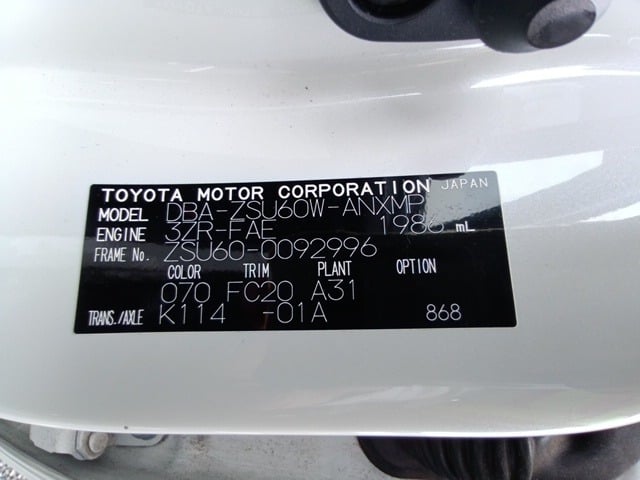 TOYOTA MOTOR CORPORATION JAPAN
MODEL DBA-ZSU60W-ANXMP
ENGINE 3ZR-FAE 1986 mL
FRAME No. ZSU60-0092996
COLOR TRIM PLANT OPTION
070 FC20 A31
TRANS./AXLE K114 -01A 868